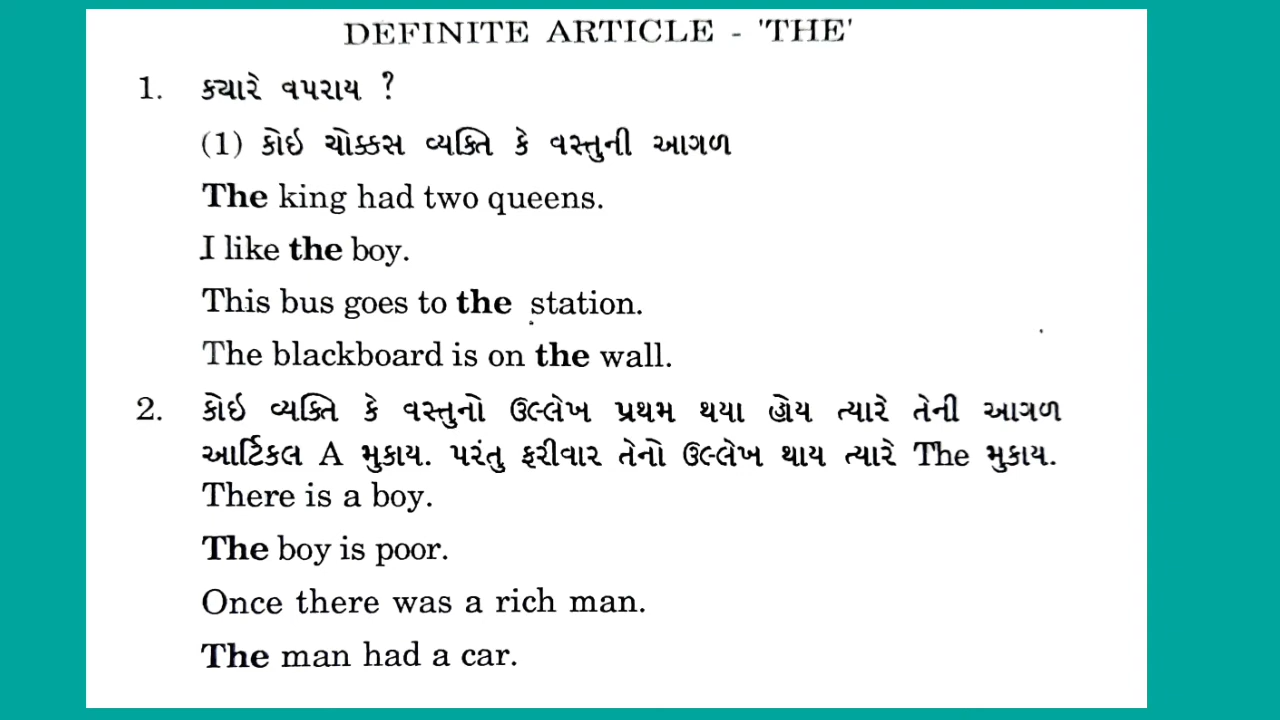 DEFINITE ARTICLE - 'THE'
1. ક્યારે વપરાય ?
(1) કોઇ ચોક્કસ વ્યક્તિ કે વસ્તુની આગળ
The king had two queens.
I like the boy.
This bus goes to the station.
The blackboard is on the wall.
2. કોઇ વ્યક્તિ કે વસ્તુનો ઉલ્લેખ પ્રથમ થયા હોય ત્યારે તેની આગળ
આર્ટિકલ A મુકાય. પરંતુ ફરીવાર તેનો ઉલ્લેખ થાય ત્યારે The મુકાય.
There is a boy.
The boy is poor.
Once there was a rich man.
The man had a car.